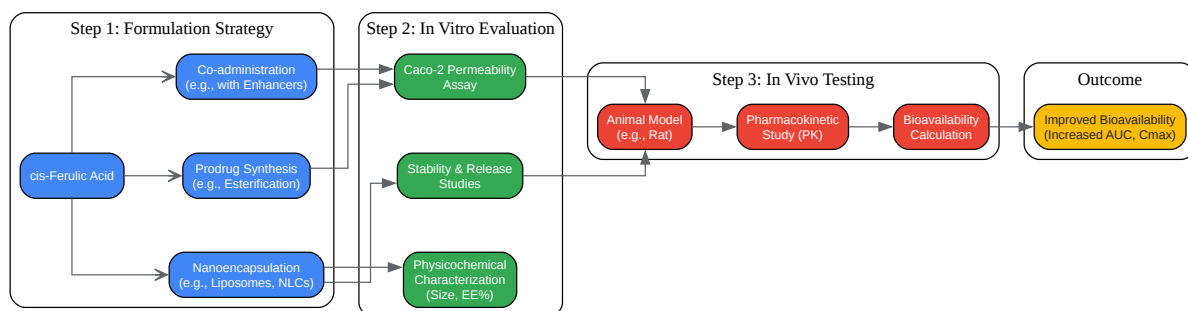 Step 1: Formulation Strategy
cis-Ferulic Acid
Co-administration
(e.g., with Enhancers)
Prodrug Synthesis
(e.g., Esterification)
Nanoencapsulation
(e.g., Liposomes, NLCs)
Step 2: In Vitro Evaluation
Caco-2 Permeability
Assay
Stability & Release
Studies
Physicochemical
Characterization
(Size, EE%)
Step 3: In Vivo Testing
Animal Model
(e.g., Rat)
Pharmacokinetic
Study (PK)
Bioavailability
Calculation
Outcome
Improved Bioavailability
(Increased AUC, Cmax)